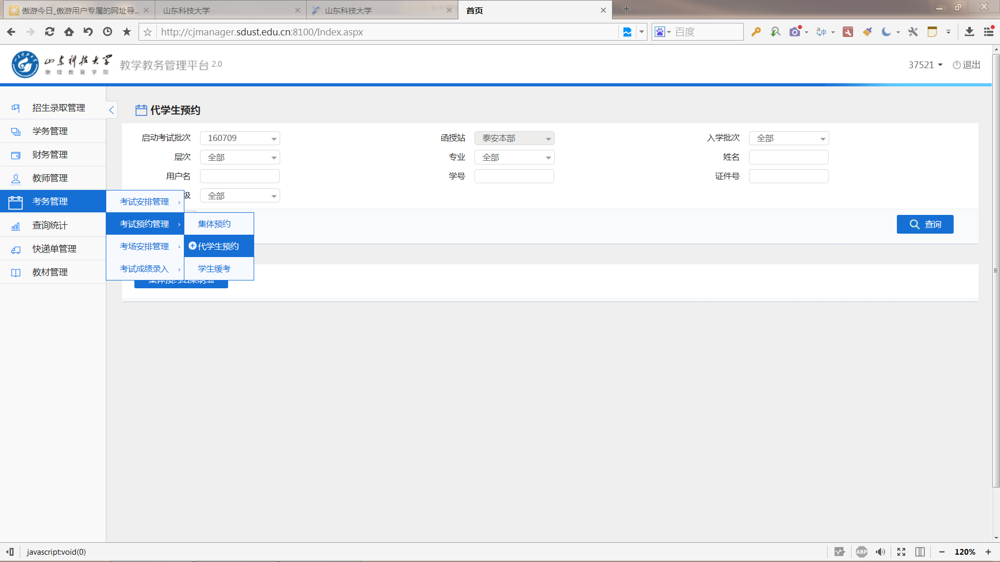 傲游今日_傲游用户专属的网址导...
山东科技大学
山东科技大学
首页
http://cjmanager.sdust.edu.cn:8100/Index.aspx
百度
山东科技大学
继续教育学院
教学教务管理平台 2.0
37521
退出
招生录取管理
学务管理
财务管理
教师管理
考务管理
查询统计
快递单管理
教材管理
代学生预约
启动考试批次 160709
函授站 泰安本部
入学批次 全部
层次 全部
专业 全部
姓名
用户名
学号
证件号
级 全部
考试安排管理
考试预约管理
考场安排管理
考试成绩录入
集体预约
代学生预约
学生缓考
查询
集体预约结果明细
javascript:void(0)
ABP
120%